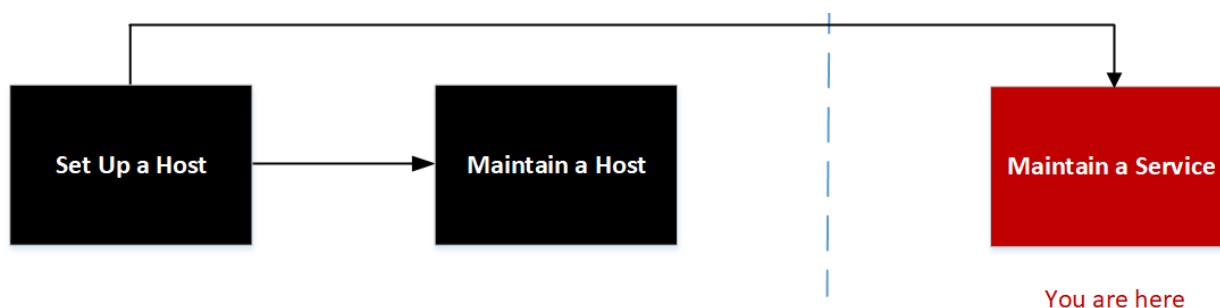 Set Up a Host
Maintain a Host
Maintain a Service
You are here